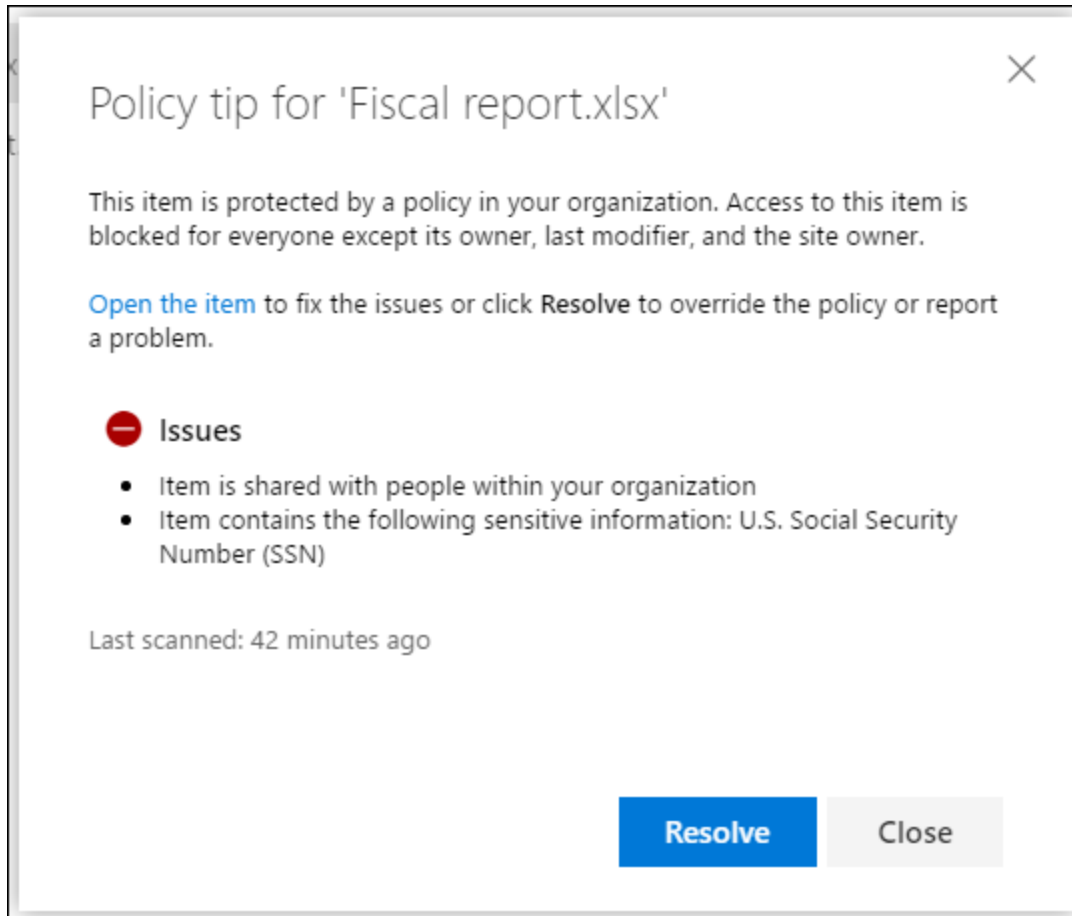 Policy tip for 'Fiscal report.xlsx'
This item is protected by a policy in your organization. Access to this item is
blocked for everyone except its owner, last modifier, and the site owner.
Open the item to fix the issues or click Resolve to override the policy or report
a problem.
Issues
• Item is shared with people within your organization
• Item contains the following sensitive information: U.S. Social Security
Number (SSN)
Last scanned: 42 minutes ago
Resolve Close